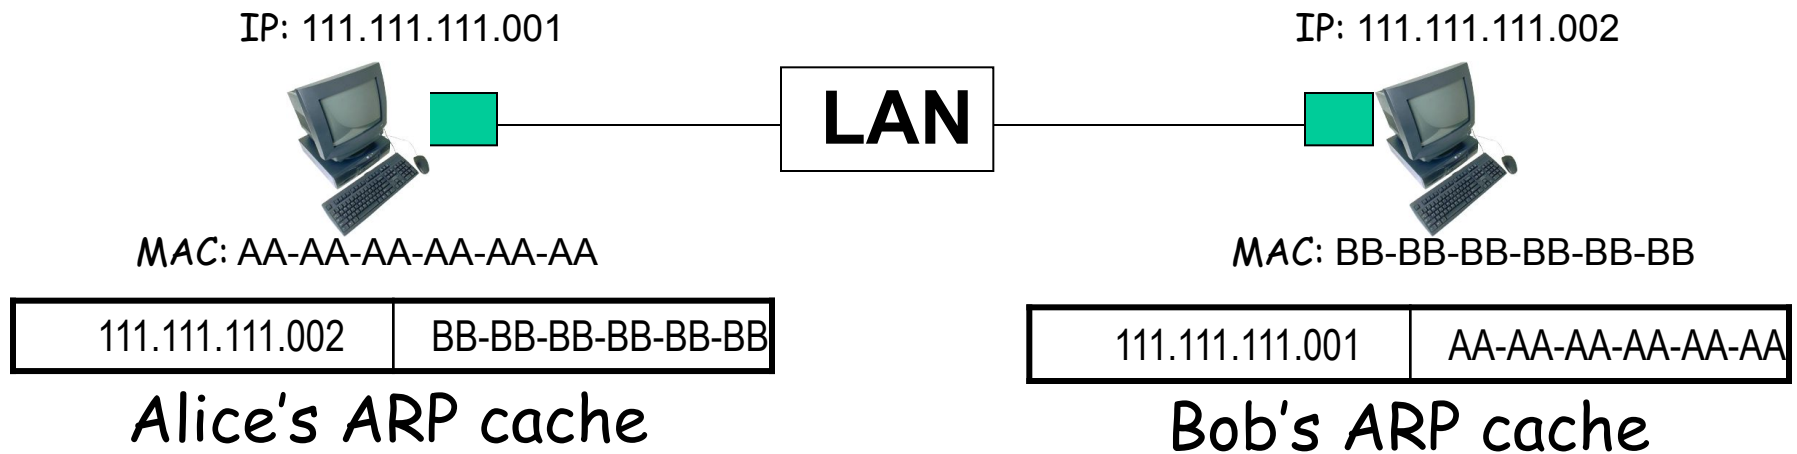 IP: 111.111.111.001
IP: 111.111.111.002
LAN
MAC: AA-AA-AA-AA-AA-AA
MAC: BB-BB-BB-BB-BB-BB
111.111.111.002 BB-BB-BB-BB-BB-BB
111.111.111.001 AA-AA-AA-AA-AA-AA
Alice's ARP cache
Bob's ARP cache